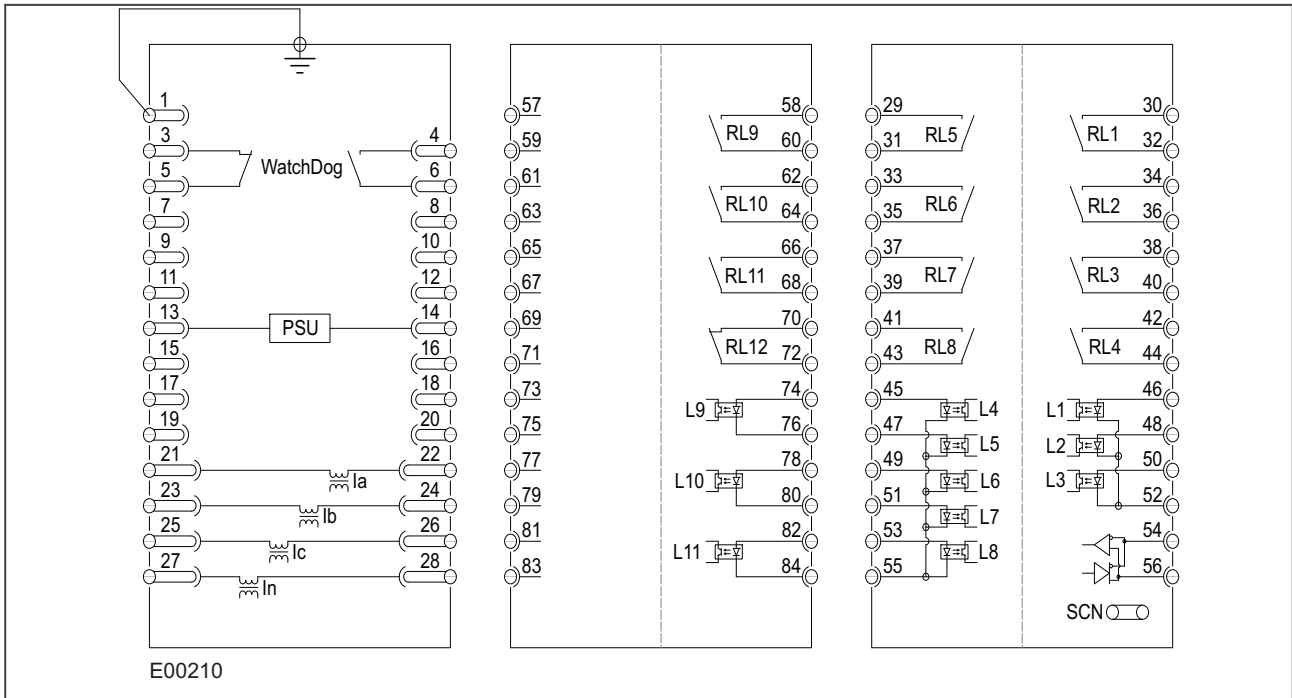 1
3 4
WatchDog
5 6
7 8
9 10
11 12
13 PSU 14
15 16
17 18
19 20
21 22
Ia
23 24
Ib
25 26
Ic
27 28
In
57 58
RL9
59 60
61 62
RL10
63 64
65 66
RL11
67 68
69 70
RL12
71 72
73 74
L9
75 76
77 78
L10
79 80
81 82
L11
83 84
29 30
RL5 RL1
31 32
33 34
RL6 RL2
35 36
37 38
RL7 RL3
39 40
41 42
RL8 RL4
43 44
45 46
L4 L1
47 48
L5 L2
49 50
L6 L3
51 52
L7
53 54
L8
55 56
SCN
E00210